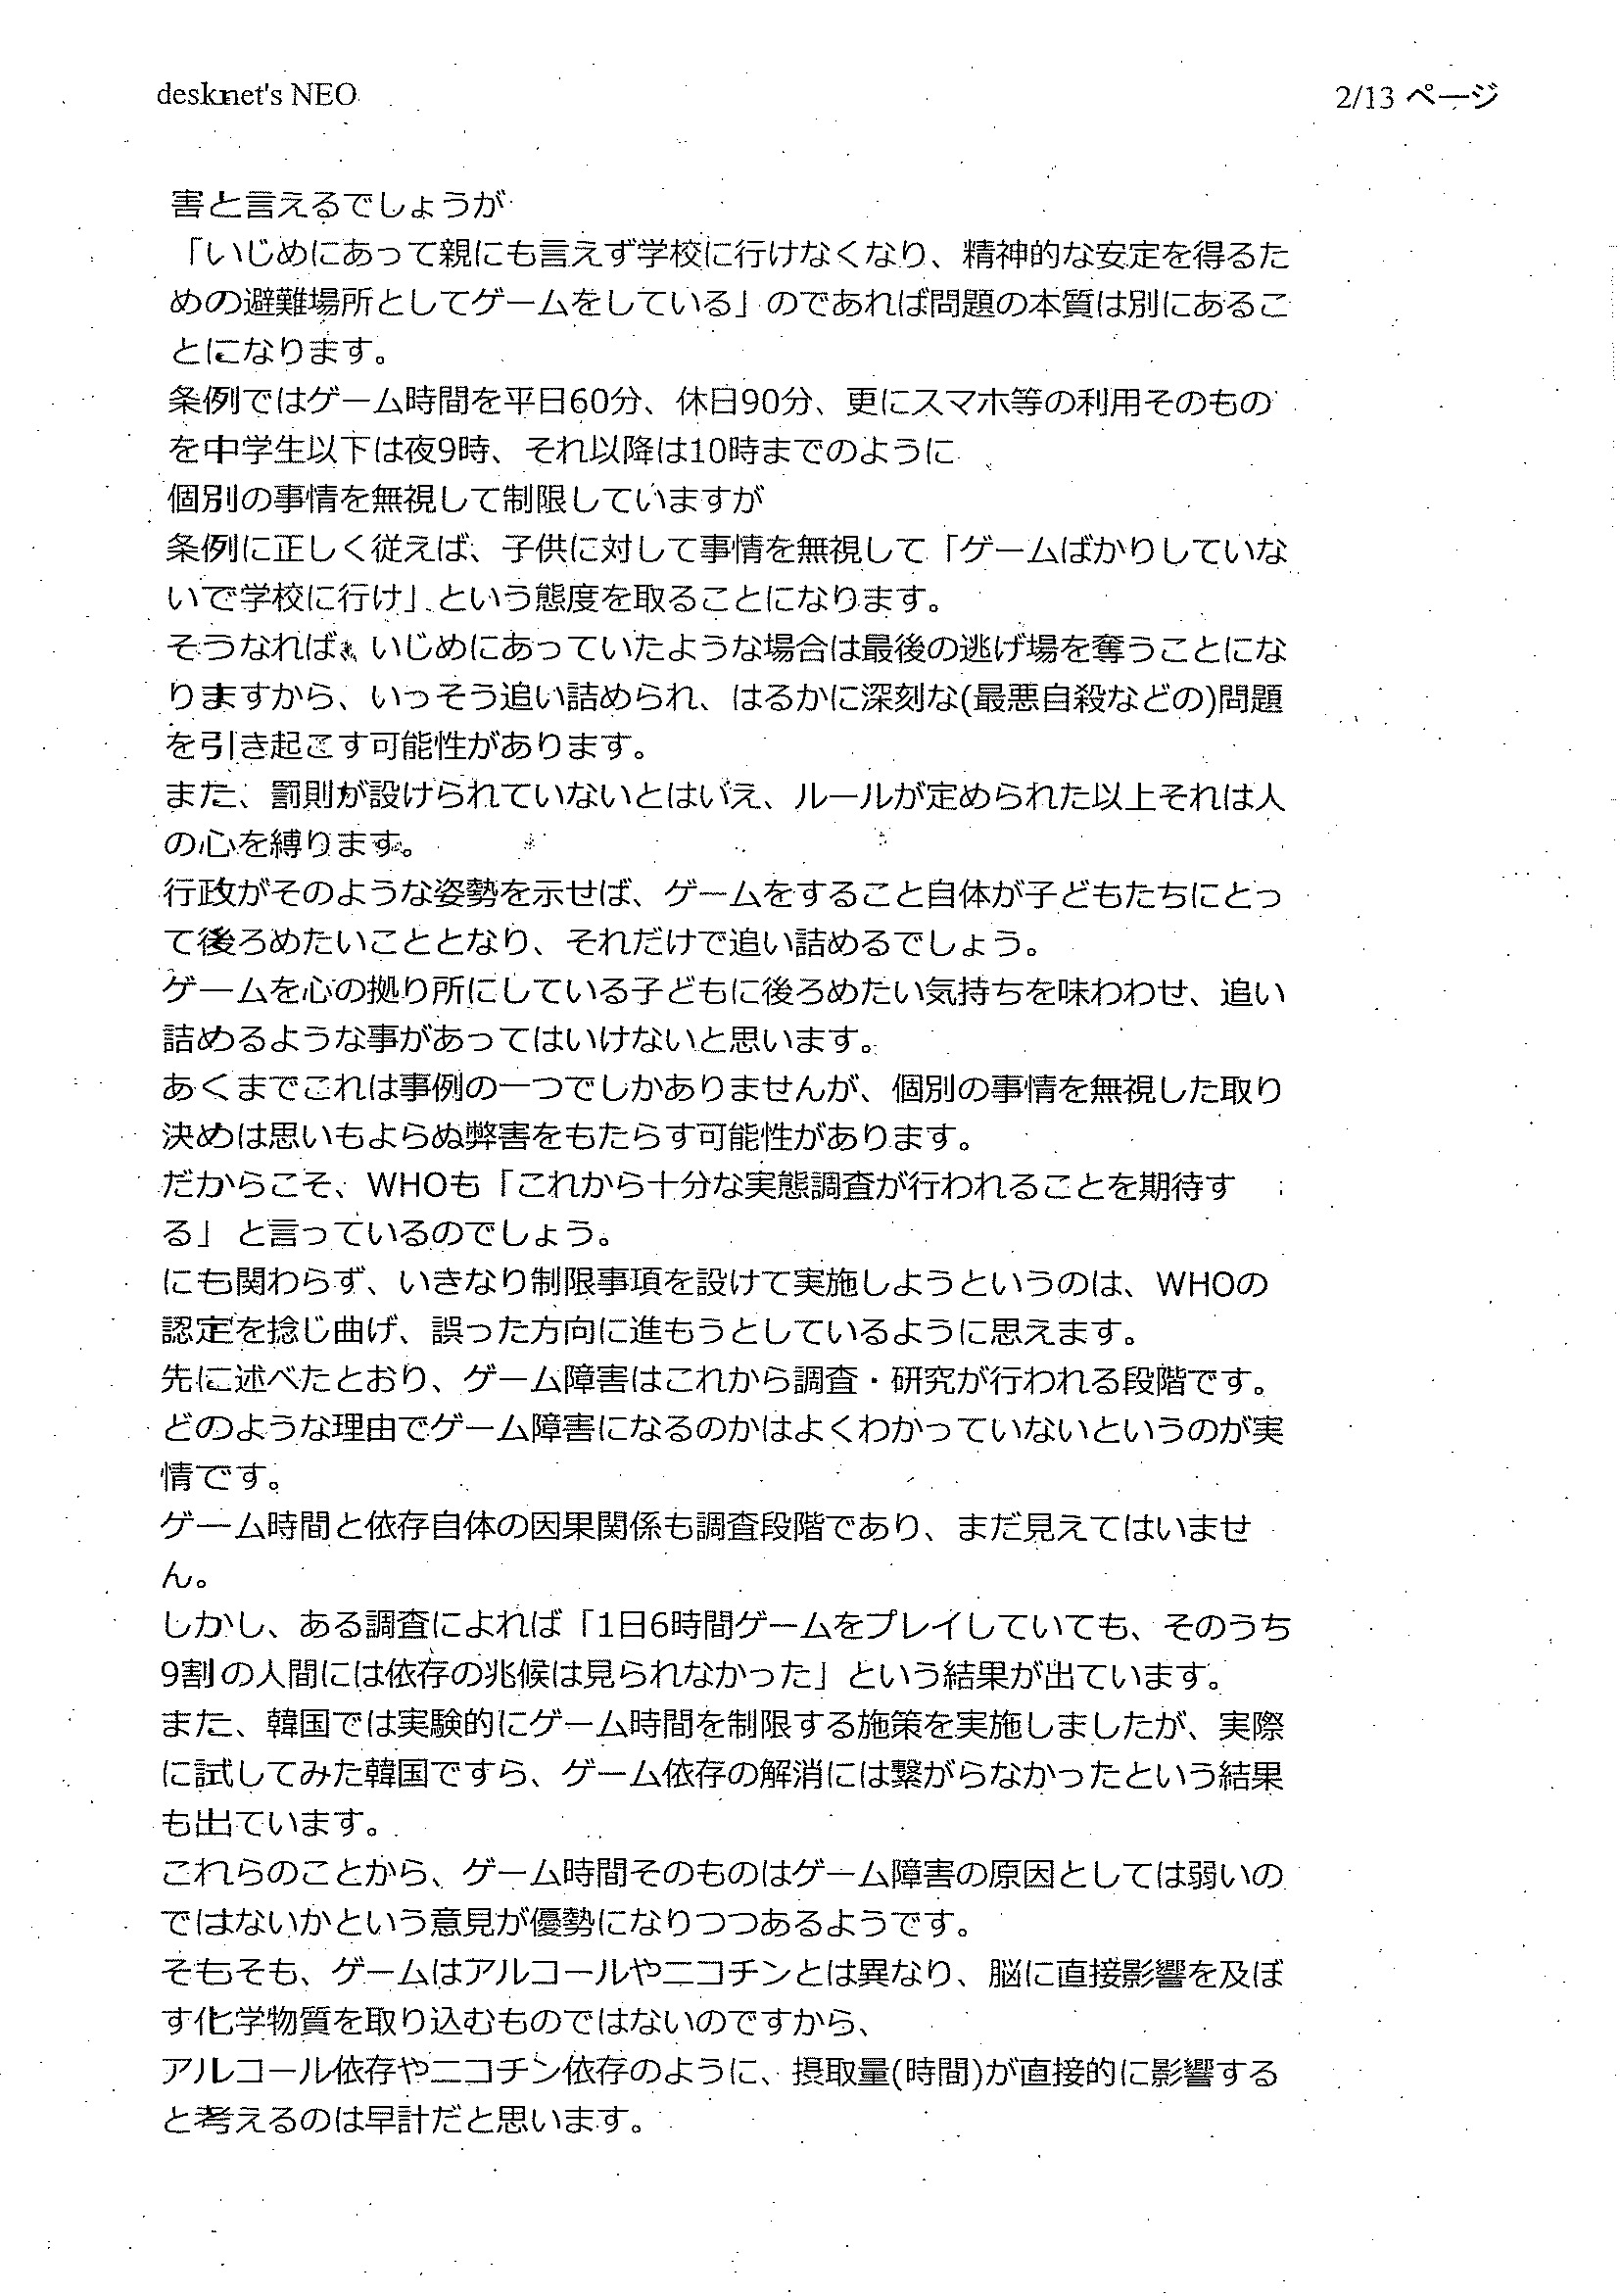 desknet's NEO
2/13 ページ
害と言えるでしょうが
「いじめにあって親にも言えず学校に行けなくなり、精神的な安定を得るた
めの避難場所としてゲームをしている」のであれば問題の本質は別にあるこ
とになります。
条例ではゲーム時間を平日60分、休日90分、更にスマホ等の利用そのもの
を中学生以下は夜9時、それ以降は10時までのように
個別の事情を無視して制限していますが
条例に正しく従えば、子供に対して事情を無視して「ゲームばかりしていな
いで学校に行け」という態度を取ることになります。
そうなれば、いじめにあっていたような場合は最後の逃げ場を奪うことにな
りますから、いっそう追い詰められ、はるかに深刻な(最悪自殺などの)問題
を引き起こす可能性があります。
また、罰則が設けられていないとはいえ、ルールが定められた以上それは人
の心を縛ります。
行政がそのような姿勢を示せば、ゲームをすること自体が子どもたちにとっ
て後ろめたいこととなり、それだけで追い詰めるでしょう。
ゲームを心の拠り所にしている子どもに後ろめたい気持ちを味わわせ、追い
詰めるような事があってはいけないと思います。
あくまでこれは事例の一つでしかありませんが、個別の事情を無視した取り
決めは思いもよらぬ弊害をもたらす可能性があります。
だからこそ、WHOも「これから十分な実態調査が行われることを期待す
る」と言っているのでしょう。
にも関わらず、いきなり制限事項を設けて実施しようというのは、WHOの
認定を捻じ曲げ、誤った方向に進もうとしているように思えます。
先に述べたとおり、ゲーム障害はこれから調査・研究が行われる段階です。
どのような理由でゲーム障害になるのかはよくわかっていないというのが実
情です。
ゲーム時間と依存自体の因果関係も調査段階であり、まだ見えてはいませ
ん。
しかし、ある調査によれば「1日6時間ゲームをプレイしていても、そのうち
9割の人間には依存の兆候は見られなかった」という結果が出ています。
また、韓国では実験的にゲーム時間を制限する施策を実施しましたが、実際
に試してみた韓国ですら、ゲーム依存の解消には繋がらなかったという結果
も出ています。
これらのことから、ゲーム時間そのものはゲーム障害の原因としては弱いの
ではないかという意見が優勢になりつつあるようです。
そもそも、ゲームはアルコールやニコチンとは異なり、脳に直接影響を及ぼ
す化学物質を取り込むものではないのですから、
アルコール依存やニコチン依存のように、摂取量(時間)が直接的に影響する
と考えるのは早計だと思います。